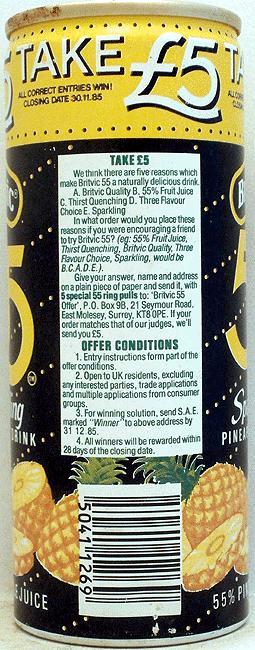 TAKE £5
ALL CORRECT ENTRIES WIN!
CLOSING DATE 30.11.85
TAKE £5
We think there are five reasons which
make Britvic 55 a naturally delicious drink.
A. Britvic Quality B. 55% Fruit Juice
C. Thirst Quenching D. Three Flavour
Choice E. Sparkling
In what order would you place these
reasons if you were encouraging a friend
to try Britvic 55? (eg: 55% Fruit Juice,
Thirst Quenching, Britvic Quality, Three
Flavour Choice, Sparkling, would be
B.C.A.D.E.).
Give your answer, name and address
on a plain piece of paper and send it, with
5 special 55 ring pulls to: 'Britvic 55
Offer', P.O. Box 9B, 21 Seymour Road,
East Molesey, Surrey, KT8 0PE. If your
order matches that of our judges, we'll
send you £5.
OFFER CONDITIONS
1. Entry instructions form part of the
offer conditions.
2. Open to UK residents, excluding
any interested parties, trade applications
and multiple applications from consumer
groups.
3. For winning solution, send S.A.E.
marked "Winner" to above address by
31.12.85.
4. All winners will be rewarded within
28 days of the closing date.
5041 1269
JUICE
55% PIN